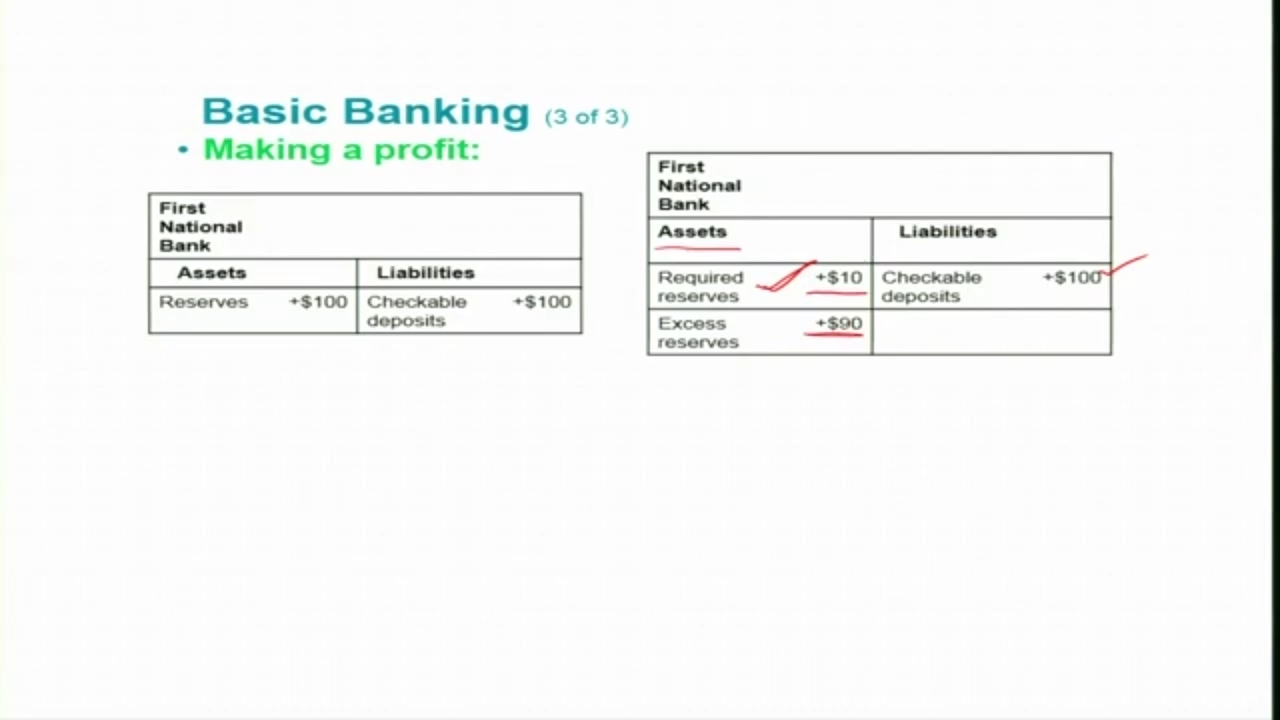 Basic Banking (3 of 3)
• Making a profit:
First
National
Bank
Assets Liabilities
Reserves +$100 Checkable deposits +$100
First
National
Bank
Assets Liabilities
Required reserves +$10 Checkable deposits +$100
Excess reserves +$90